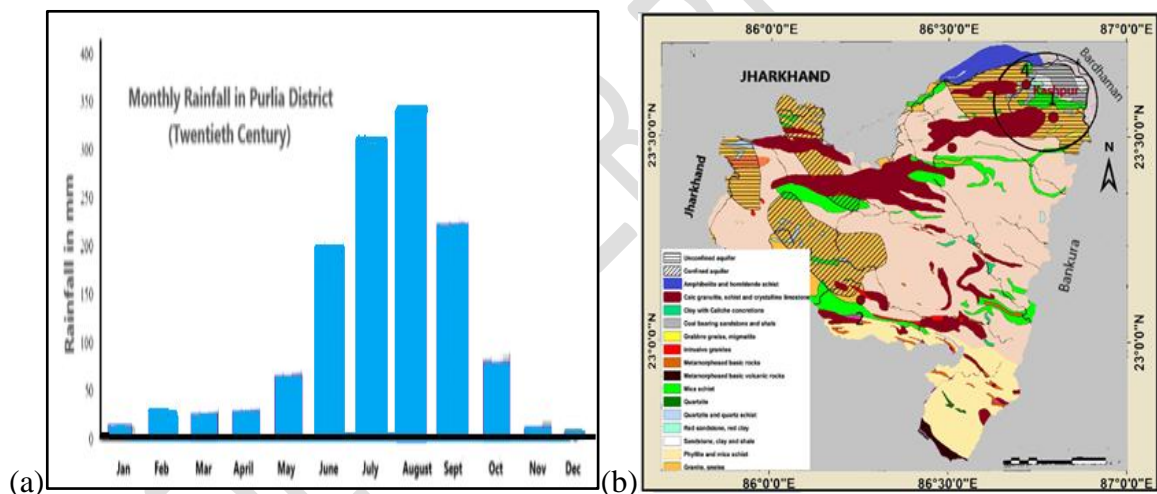 Monthly Rainfall in Purlia District
(Twentieth Century)
Rainfall in mm
400
350
300
250
200
150
100
50
0
Jan Feb Mar April May June July August Sept Oct Nov Dec
(a)
86°0'0"E 86°30'0"E 87°0'0"E
JHARKHAND
Bardhaman
4
Kashpur
1
23°30'0"N
23°30'0"N
N
Jharkhand
Bankura
23°0'0"N
23°0'0"N
Unconfined aquifer
Confined aquifer
Amphibolite and hornblende schist
Calc granulite, schist and crystalline limestone
Clay with Caliche concretions
Coal bearing sandstone and shale
gneiss, migmatite
Intrusive granites
Metamorphosed basic rocks
Metamorphosed basic volcanic rocks
Mica schist
Quartzite
Quartzite and quartz schist
Red sandstone, red clay
Sandstone, clay and shale
Phyllite and mica schist
Granite, gneiss
86°0'0"E 86°30'0"E 87°0'0"E
(b)